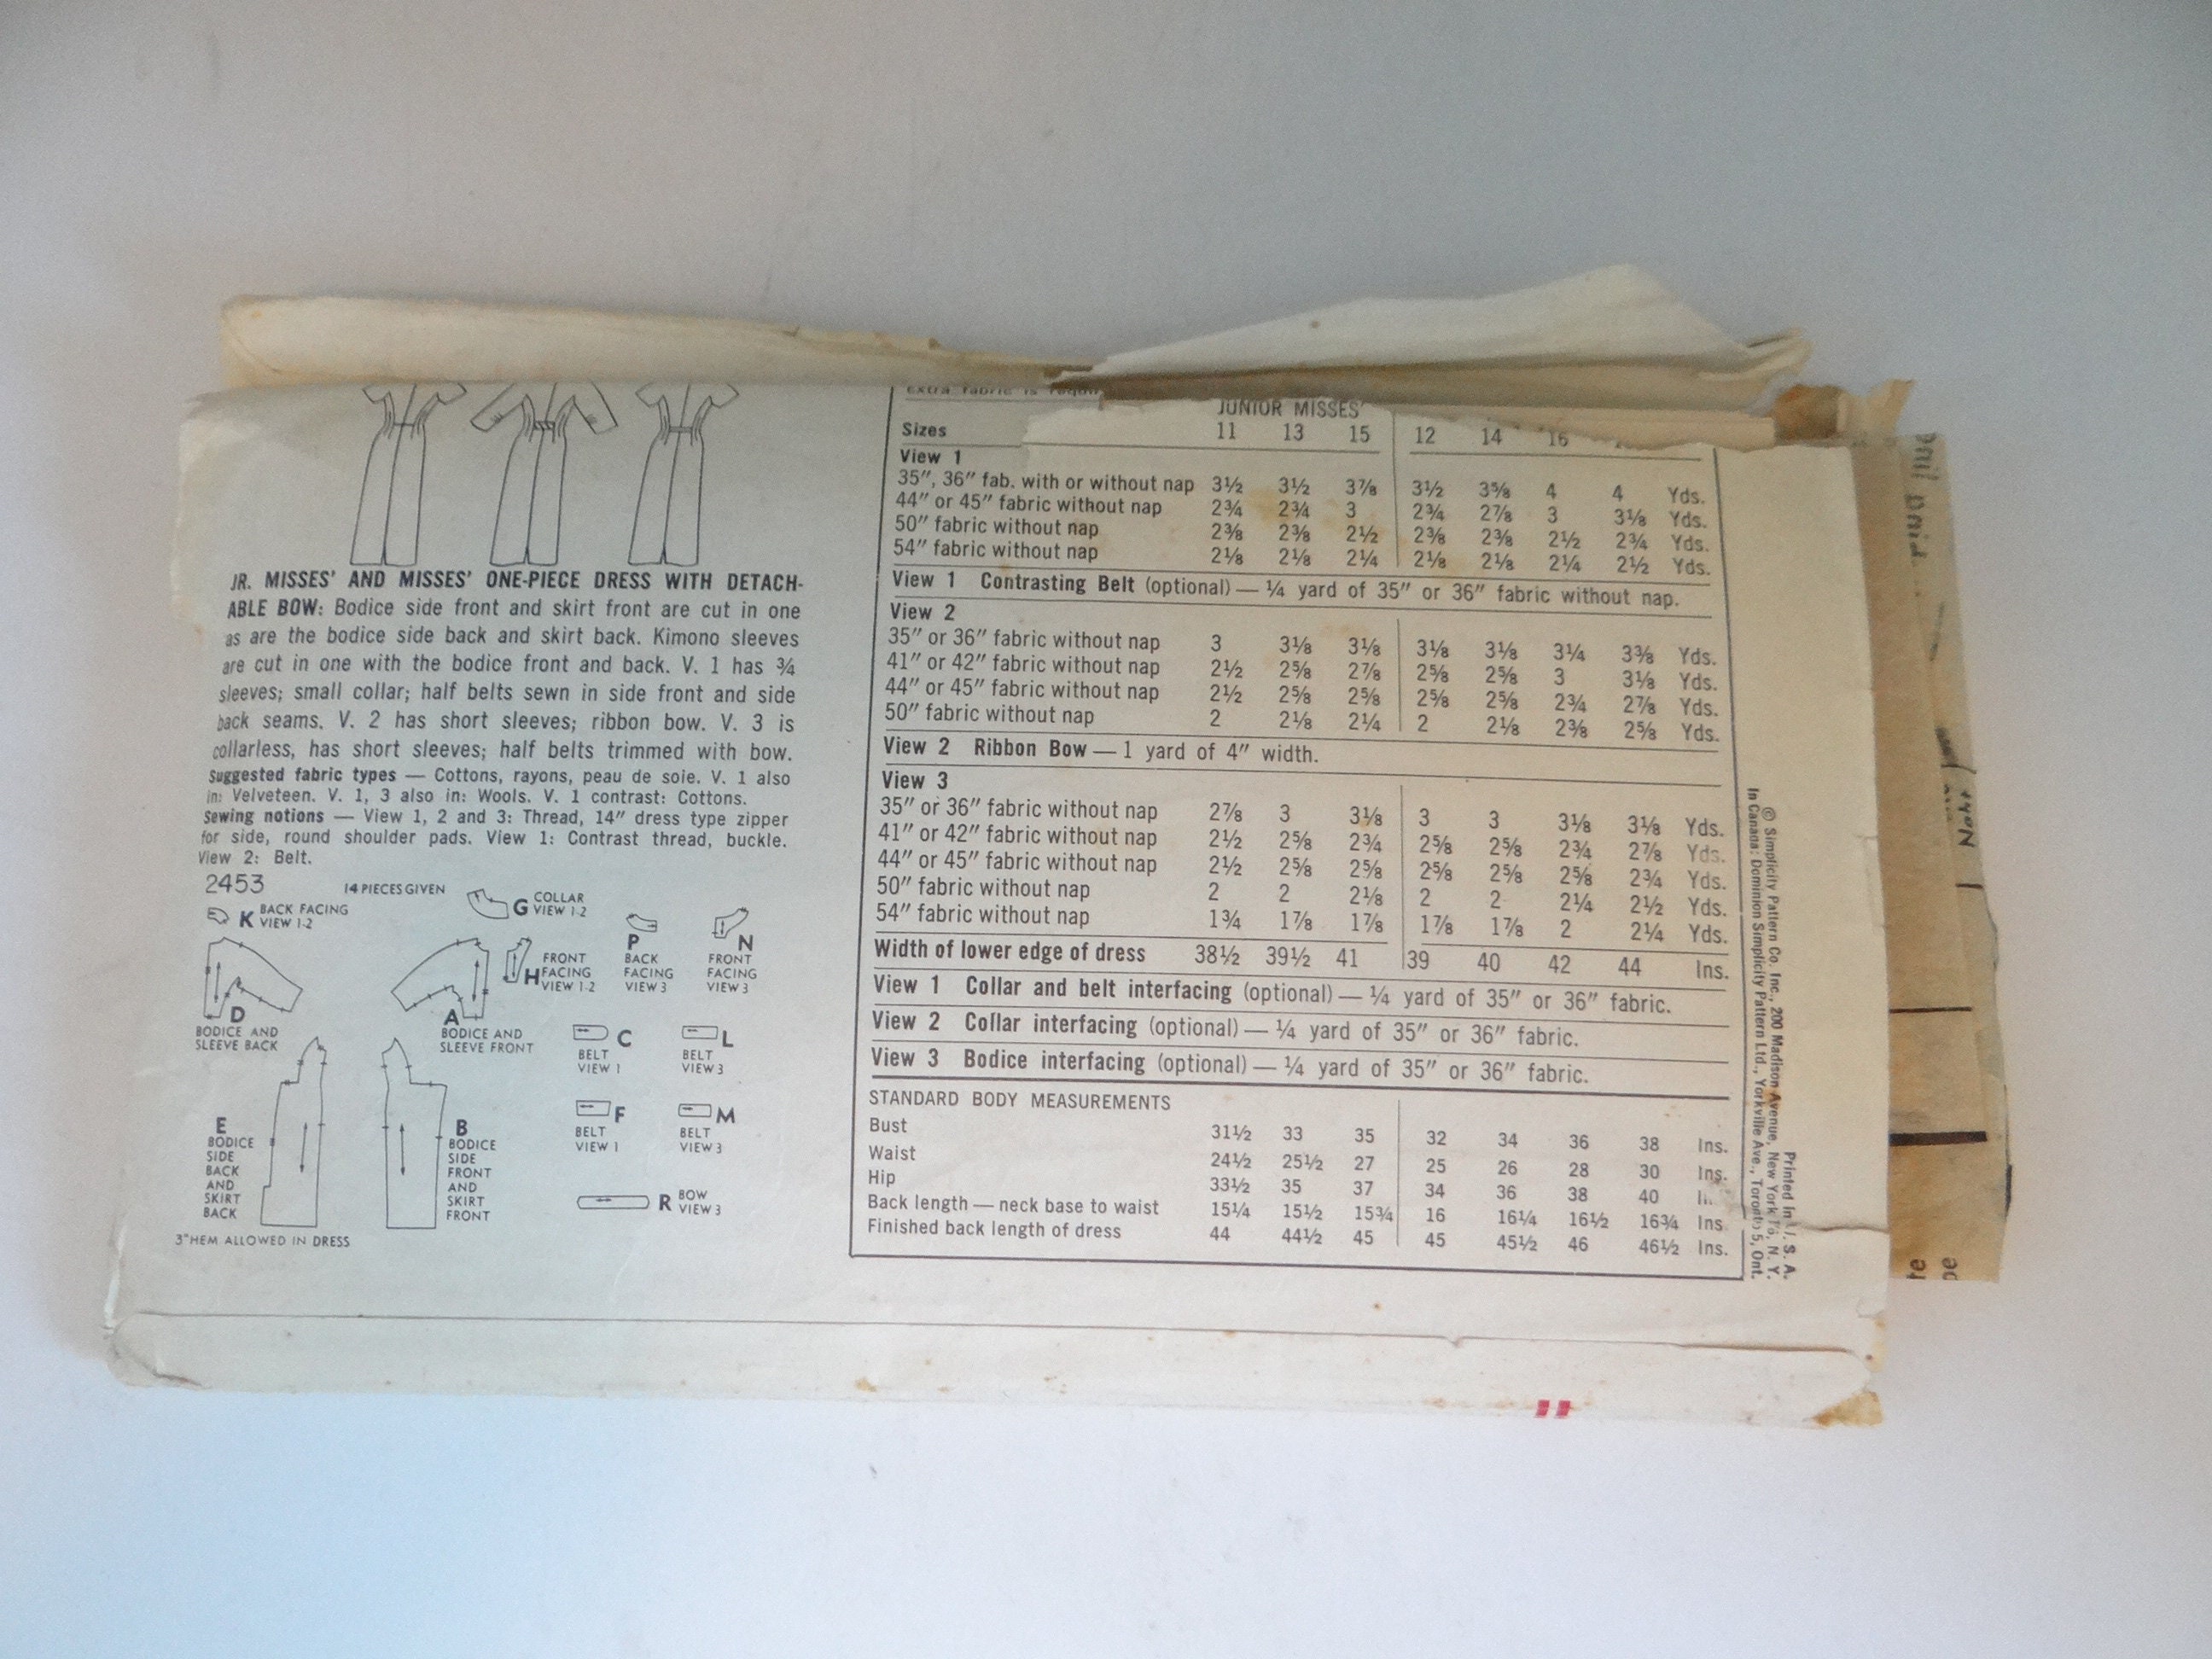 JR. MISSES' AND MISSES' ONE-PIECE DRESS WITH DETACH-
ABLE BOW: Bodice side front and skirt front are cut in one
as are the bodice side back and skirt back. Kimono sleeves
are cut in one with the bodice front and back. V. 1 has ¾
sleeves; small collar; half belts sewn in side front and side
back seams. V. 2 has short sleeves; ribbon bow. V. 3 is
collarless, has short sleeves; half belts trimmed with bow.
Suggested fabric types — Cottons, rayons, peau de soie. V. 1 also
in: Velveteen. V. 1, 3 also in: Wools. V. 1 contrast: Cottons.
Sewing notions — View 1, 2 and 3: Thread, 14" dress type zipper
for side, round shoulder pads. View 1: Contrast thread, buckle.
View 2: Belt.
2453 14 PIECES GIVEN
K BACK FACING
VIEW 1-2
G COLLAR
VIEW 1-2
D
BODICE AND
SLEEVE BACK
A
BODICE AND
SLEEVE FRONT
H FRONT
FACING
VIEW 1-2
P
BACK
FACING
VIEW 3
N
FRONT
FACING
VIEW 3
E
BODICE
SIDE
BACK
AND
SKIRT
BACK
B
BODICE
SIDE
FRONT
AND
SKIRT
FRONT
C
BELT
VIEW 1
L
BELT
VIEW 3
F
BELT
VIEW 1
M
BELT
VIEW 3
R BOW
VIEW 3
3" HEM ALLOWED IN DRESS
extra fabric is
JUNIOR MISSES'
Sizes 11 13 15 12 14 16
View 1
35", 36" fab. with or without nap 3½ 3½ 3⅞ 3½ 3⅝ 4 4 Yds.
44" or 45" fabric without nap 2¾ 2¾ 3 2¾ 2⅞ 3 3⅛ Yds.
50" fabric without nap 2⅜ 2⅜ 2½ 2⅜ 2⅜ 2½ 2¾ Yds.
54" fabric without nap 2⅛ 2⅛ 2¼ 2⅛ 2⅛ 2¼ 2½ Yds.
View 1 Contrasting Belt (optional) — ¼ yard of 35" or 36" fabric without nap.
View 2
35" or 36" fabric without nap 3 3⅛ 3⅛ 3⅛ 3⅛ 3¼ 3⅜ Yds.
41" or 42" fabric without nap 2½ 2⅝ 2⅞ 2⅝ 2⅝ 3 3⅛ Yds.
44" or 45" fabric without nap 2½ 2⅝ 2⅝ 2⅝ 2⅝ 2¾ 2⅞ Yds.
50" fabric without nap 2 2⅛ 2¼ 2 2⅛ 2⅜ 2⅝ Yds.
View 2 Ribbon Bow — 1 yard of 4" width.
View 3
35" or 36" fabric without nap 2⅞ 3 3⅛ 3 3 3⅛ 3⅛ Yds.
41" or 42" fabric without nap 2½ 2⅝ 2¾ 2⅝ 2⅝ 2¾ 2⅞ Yds.
44" or 45" fabric without nap 2½ 2⅝ 2⅝ 2⅝ 2⅝ 2⅝ 2¾ Yds.
50" fabric without nap 2 2 2⅛ 2 2 2¼ 2½ Yds.
54" fabric without nap 1¾ 1⅞ 1⅞ 1⅞ 1⅞ 2 2¼ Yds.
Width of lower edge of dress 38½ 39½ 41 39 40 42 44 Ins.
View 1 Collar and belt interfacing (optional) — ¼ yard of 35" or 36" fabric.
View 2 Collar interfacing (optional) — ¼ yard of 35" or 36" fabric.
View 3 Bodice interfacing (optional) — ¼ yard of 35" or 36" fabric.
STANDARD BODY MEASUREMENTS
Bust 31½ 33 35 32 34 36 38 Ins.
Waist 24½ 25½ 27 25 26 28 30 Ins.
Hip 33½ 35 37 34 36 38 40
Back length — neck base to waist 15¼ 15½ 15¾ 16 16¼ 16½ 16¾ Ins
Finished back length of dress 44 44½ 45 45 45½ 46 46½ Ins.
Printed in U. S. A.
© Simplicity Pattern Co. Inc., 200 Madison Avenue, New York 16, N. Y.
In Canada: Dominion Simplicity Pattern Ltd., Yorkville Ave., Toronto 5, Ont.